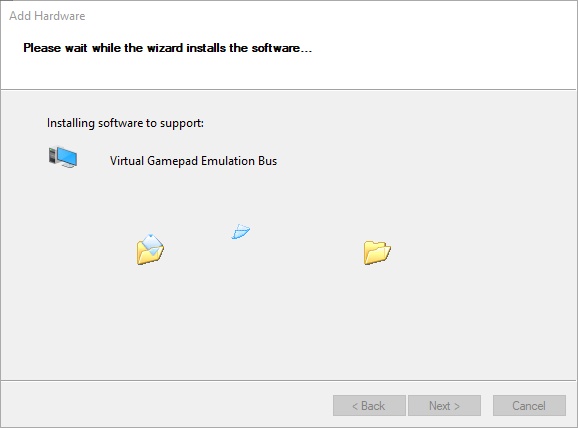 Add Hardware
Please wait while the wizard installs the software...
Installing software to support:
Virtual Gamepad Emulation Bus
< Back
Next >
Cancel